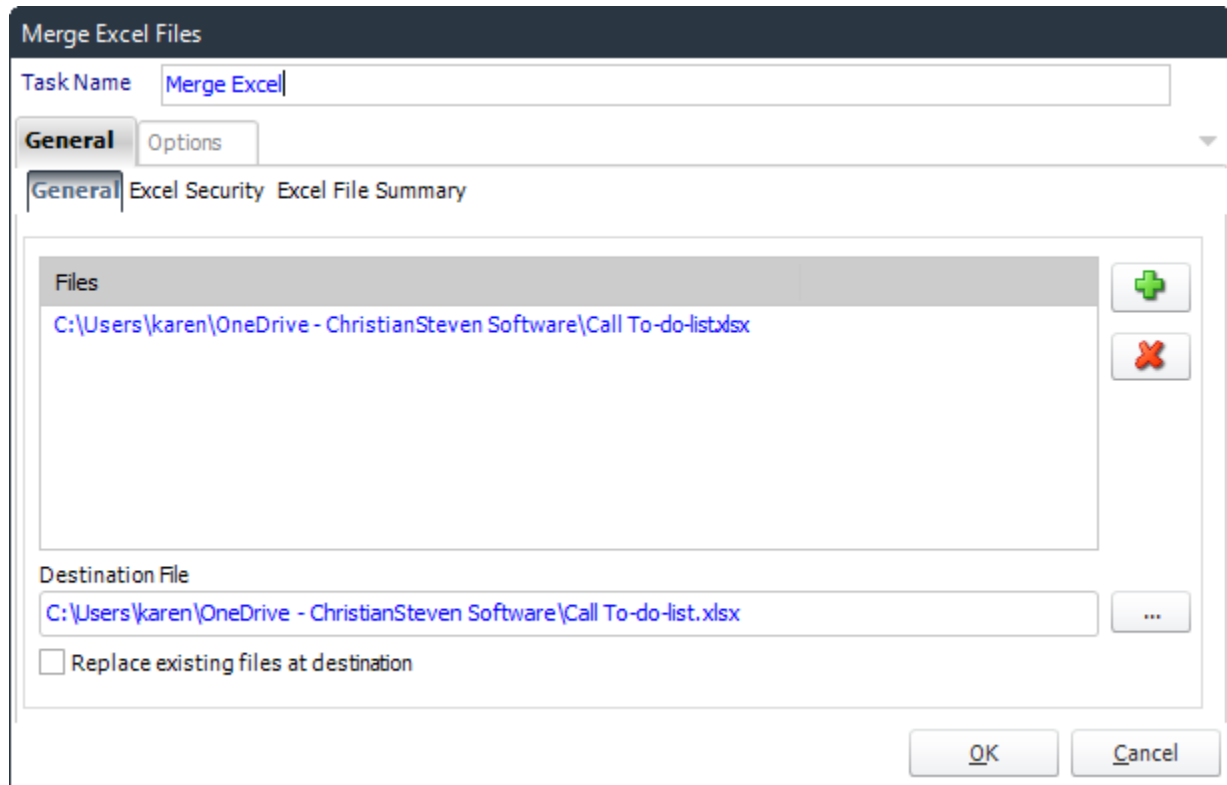 Merge Excel Files
Task Name Merge Excel
General Options
General Excel Security Excel File Summary
Files
C:\Users\karen\OneDrive - ChristianSteven Software\Call To-do-list.xlsx
Destination File
C:\Users\karen\OneDrive - ChristianSteven Software\Call To-do-list.xlsx
...
Replace existing files at destination
OK Cancel